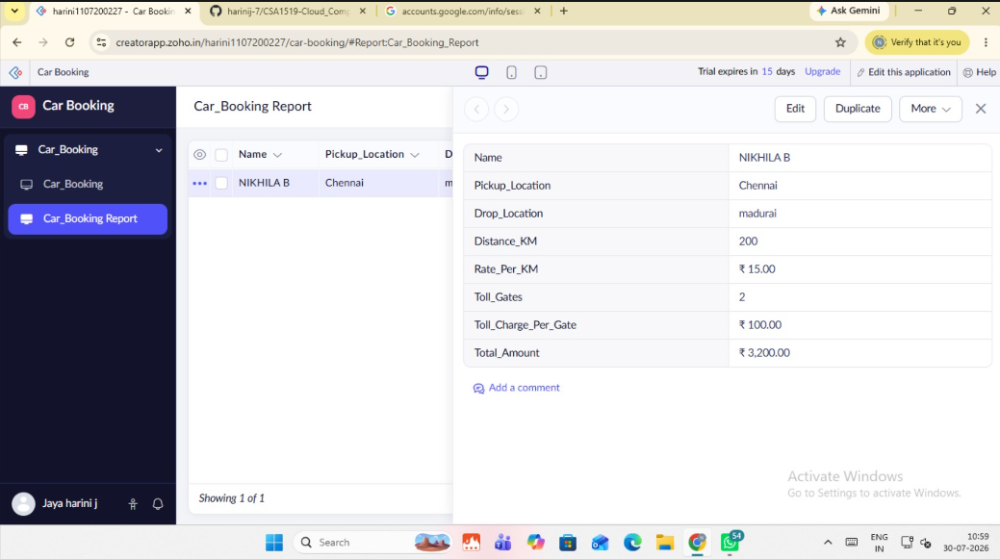 harini1107200227 - Car Bookin
harinij-7/CSA1519-Cloud_Comp
accounts.google.com/info/sessi
Ask Gemini
creatorapp.zoho.in/harini1107200227/car-booking/#Report:Car_Booking_Report
Verify that it's you
Car Booking
Trial expires in 15 days
Upgrade
Edit this application
Help
CB
Car Booking
Car_Booking
Car_Booking
Car_Booking Report
Jaya harini j
Car_Booking Report
Name
Pickup_Location
D
NIKHILA B
Chennai
m
Showing 1 of 1
Edit
Duplicate
More
Name NIKHILA B
Pickup_Location Chennai
Drop_Location madurai
Distance_KM 200
Rate_Per_KM ₹ 15.00
Toll_Gates 2
Toll_Charge_Per_Gate ₹ 100.00
Total_Amount ₹ 3,200.00
Add a comment
Activate Windows
Go to Settings to activate Windows.
Search
54
ENG
IN
10:59
30-07-2026